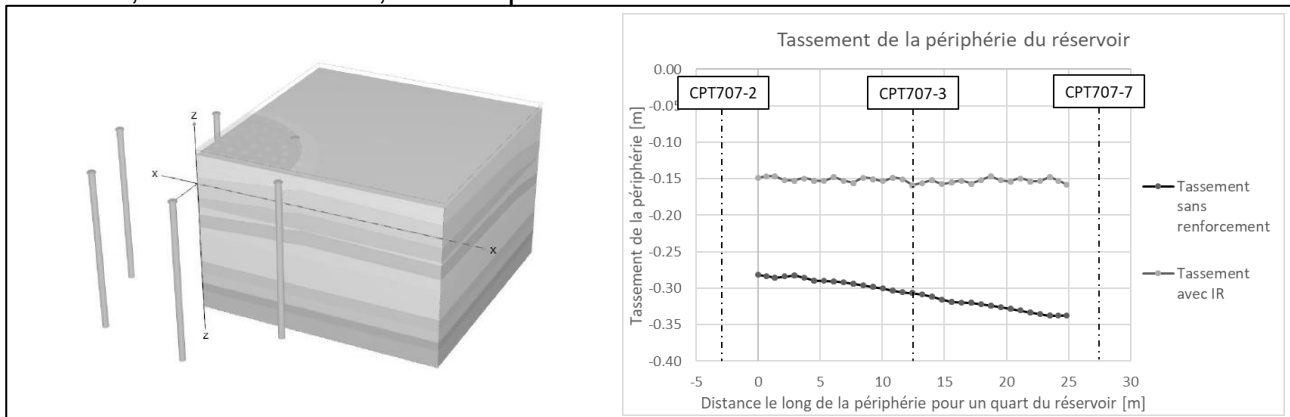 z
x
x
z
Tassement de la périphérie du réservoir
Tassement de la périphérie [m]
0.00
-0.05
-0.10
-0.15
-0.20
-0.25
-0.30
-0.35
-0.40
CPT707-2
CPT707-3
CPT707-7
-5
0
5
10
15
20
25
30
Distance le long de la périphérie pour un quart du réservoir [m]
Tassement
sans
renforcement
Tassement
avec IR